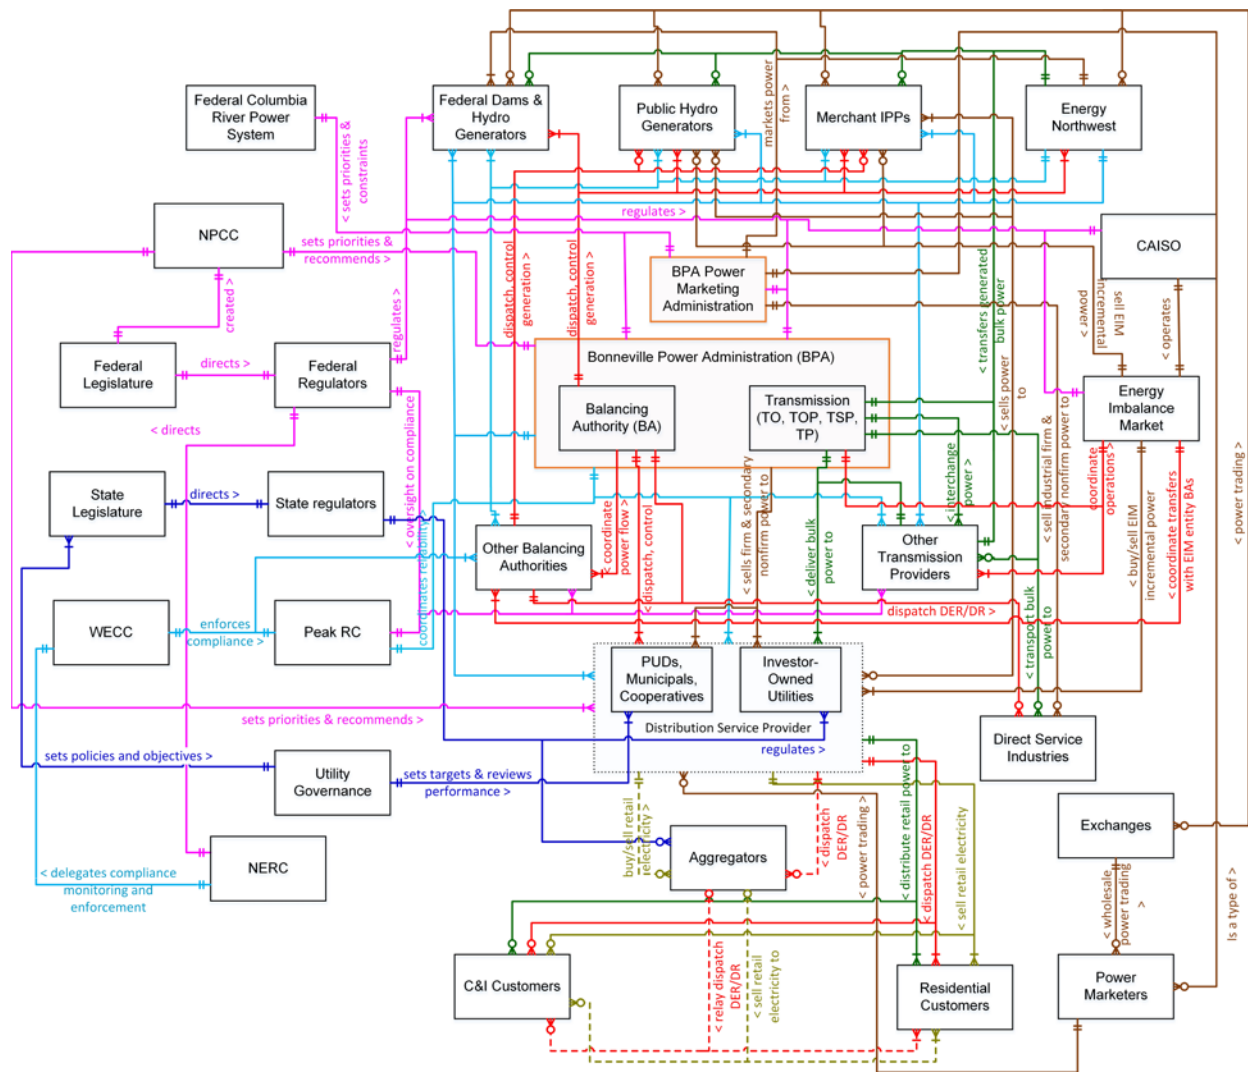 Federal Columbia
River Power
System
Federal Dams &
Hydro
Generators
Public Hydro
Generators
Merchant IPPs
Energy
Northwest
markets power
from >
< sets priorities &
constraints
regulates >
NPCC
sets priorities &
recommends >
CAISO
BPA Power
Marketing
Administration
dispatch, control
generation >
dispatch, control
generation >
< transfers generated
bulk power
sell EIM
incremental
power >
< operates
created >
regulates >
Federal
Legislature
directs >
Federal
Regulators
Bonneville Power Administration (BPA)
Balancing
Authority (BA)
Transmission
(TO, TOP, TSP,
TP)
< sells power
to
Energy
Imbalance
Market
< directs
< oversight on compliance
< power trading >
State
Legislature
directs >
State regulators
coordinates reliability>
Other Balancing
Authorities
< coordinate
power flow >
< dispatch, control
< sells firm & secondary
nonfirm power to
< deliver bulk
power to
Other
Transmission
Providers
< interchange
power >
< sell industrial firm &
secondary nonfirm power to
coordinate
operations >
< buy/sell EIM
incremental power
< coordinate transfers
with EIM entity BAs
dispatch DER/DR >
< transport bulk
power to
WECC
enforces
compliance >
Peak RC
PUDs,
Municipals,
Cooperatives
Investor-
Owned
Utilities
Distribution Service Provider
sets priorities & recommends >
regulates >
Direct Service
Industries
sets policies and objectives >
Utility
Governance
sets targets & reviews
performance >
buy/sell retail
electricity >
Aggregators
< dispatch
DER/DR
< power trading >
< distribute retail power to
< dispatch DER/DR
< sell retail electricity
Exchanges
NERC
< delegates compliance
monitoring and
enforcement
< wholesale
power trading
>
Is a type of >
C&I Customers
< relay dispatch
DER/DR
< sell retail
electricity to
Residential
Customers
Power
Marketers